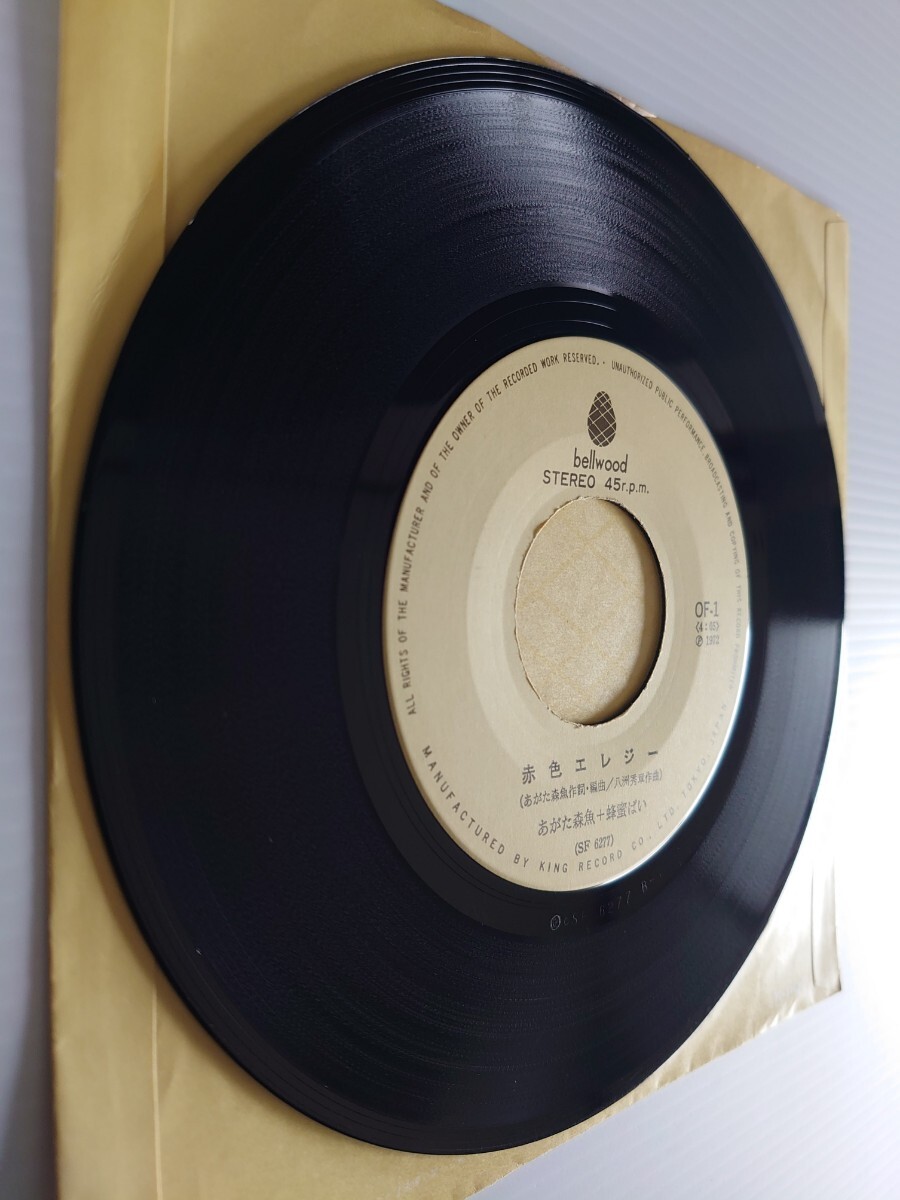 ALL RIGHTS OF THE MANUFACTURER AND OF THE OWNER OF THE RECORDED WORK RESERVED. · UNAUTHORIZED PUBLIC PERFORMANCE, BROADCASTING AND COPYING OF THIS RECORD PROHIBITED
bellwood
STEREO 45r.p.m.
OF-1
℗ 1972
赤色エレジー
(あがた森魚作詞・編曲/八洲秀章作曲)
あがた森魚+蜂蜜ぱい
(SF 6277)
MANUFACTURED BY KING RECORD CO., LTD. TOKYO,
6277